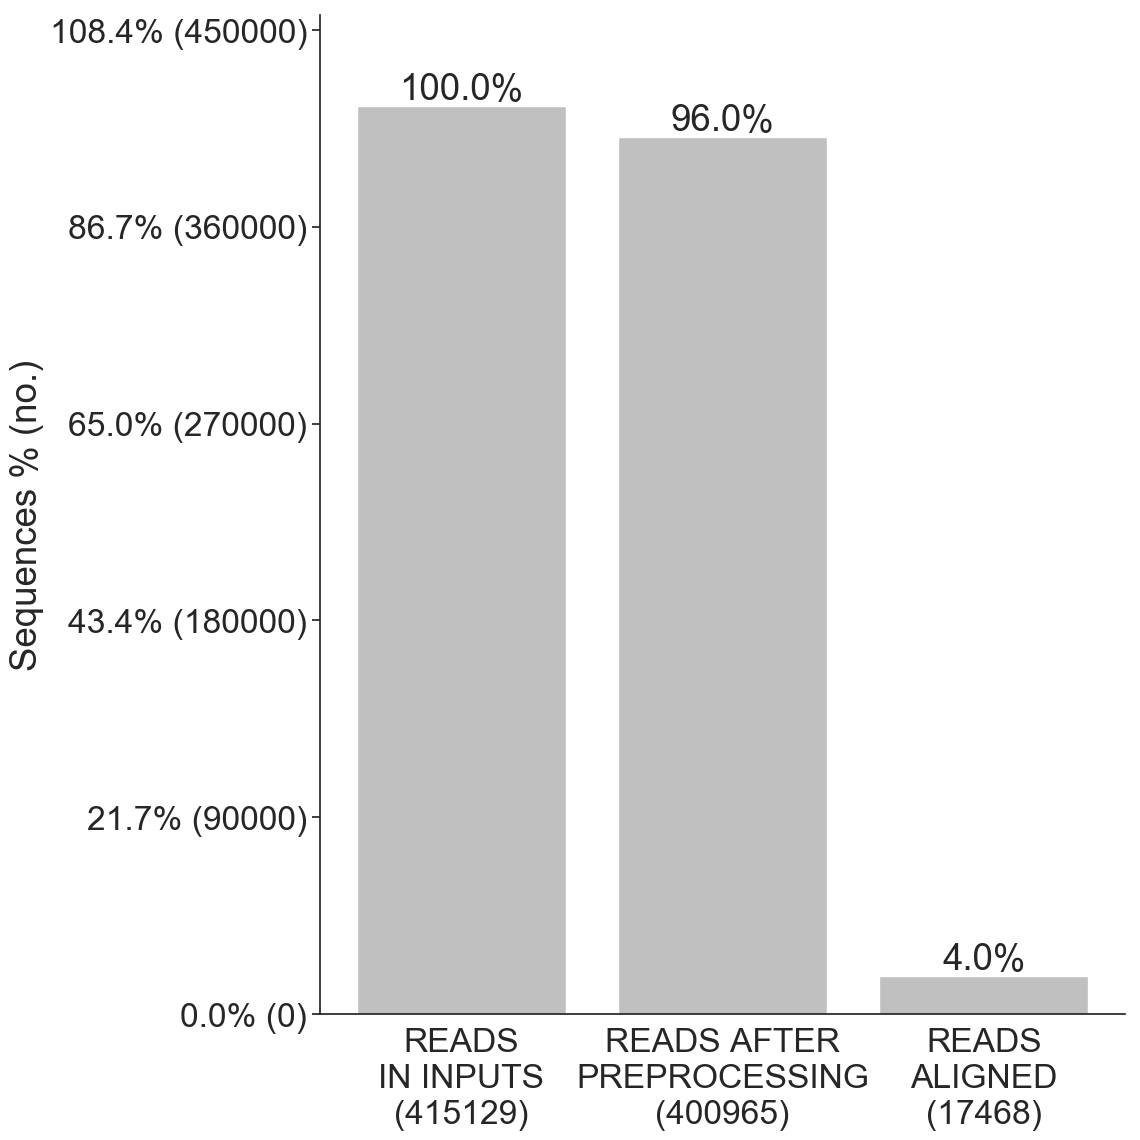 108.4% (450000)
86.7% (360000)
65.0% (270000)
43.4% (180000)
21.7% (90000)
0.0% (0)
Sequences % (no.)
100.0%
96.0%
4.0%
READS
IN INPUTS
(415129)
READS AFTER
PREPROCESSING
(400965)
READS
ALIGNED
(17468)